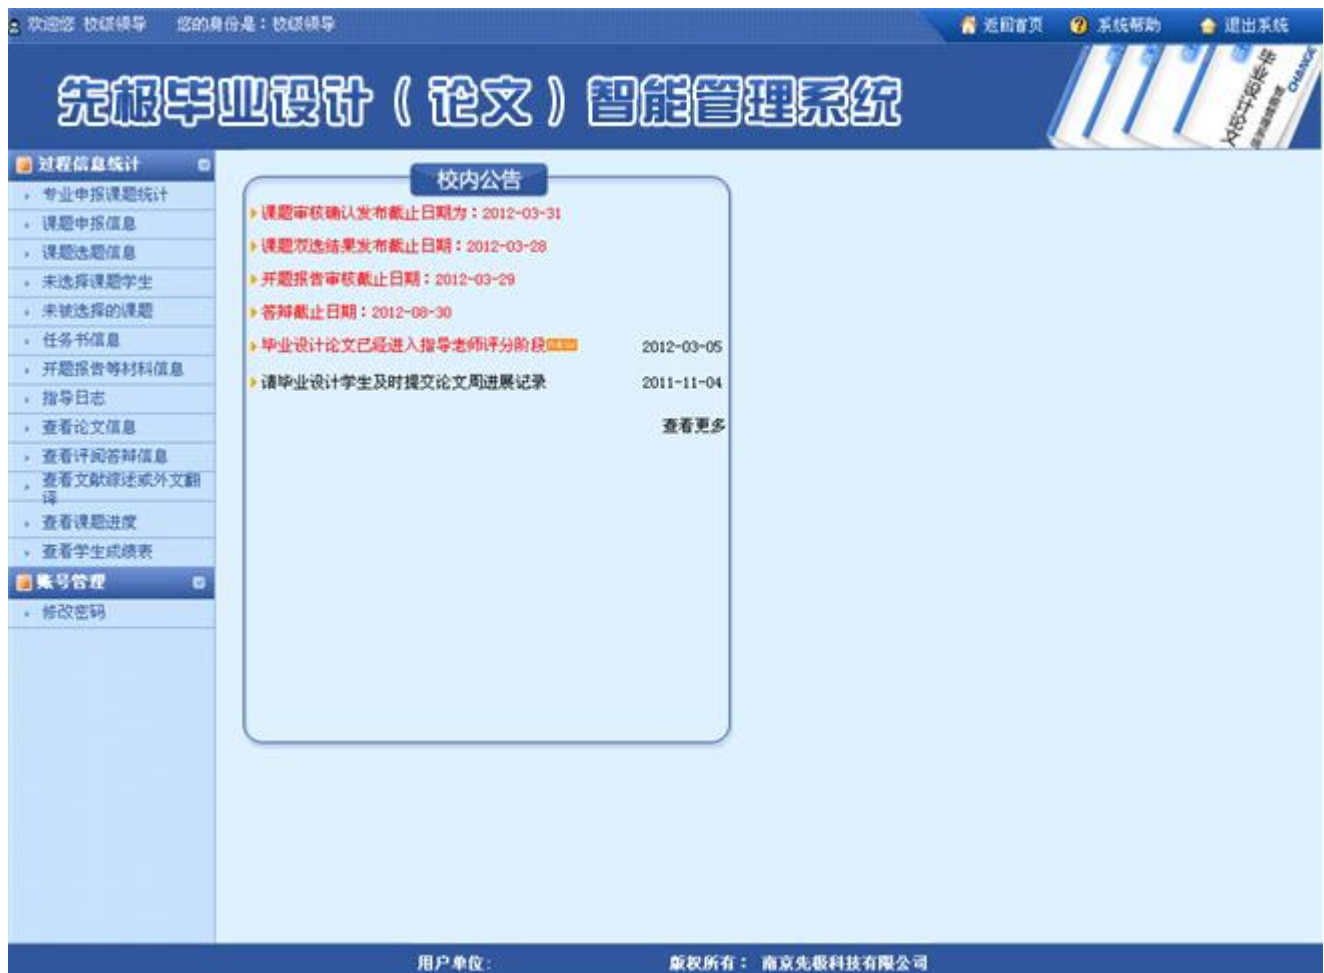 欢迎您 校级领导 您的身份是：校级领导
返回首页 系统帮助 退出系统
先极毕业设计（论文）智能管理系统
毕业设计论文
CHANGE
过程信息统计
专业申报课题统计
课题申报信息
课题选题信息
未选择课题学生
未被选择的课题
任务书信息
开题报告等材料信息
指导日志
查看论文信息
查看评阅答辩信息
查看文献综述或外文翻
译
查看课题进度
查看学生成绩表
账号管理
修改密码
校内公告
课题审核确认发布截止日期为：2012-03-31
课题双选结果发布截止日期：2012-03-28
开题报告审核截止日期：2012-03-29
答辩截止日期：2012-08-30
毕业设计论文已经进入指导老师评分阶段 2012-03-05
请毕业设计学生及时提交论文周进展记录 2011-11-04
查看更多
用户单位: 版权所有： 南京先极科技有限公司